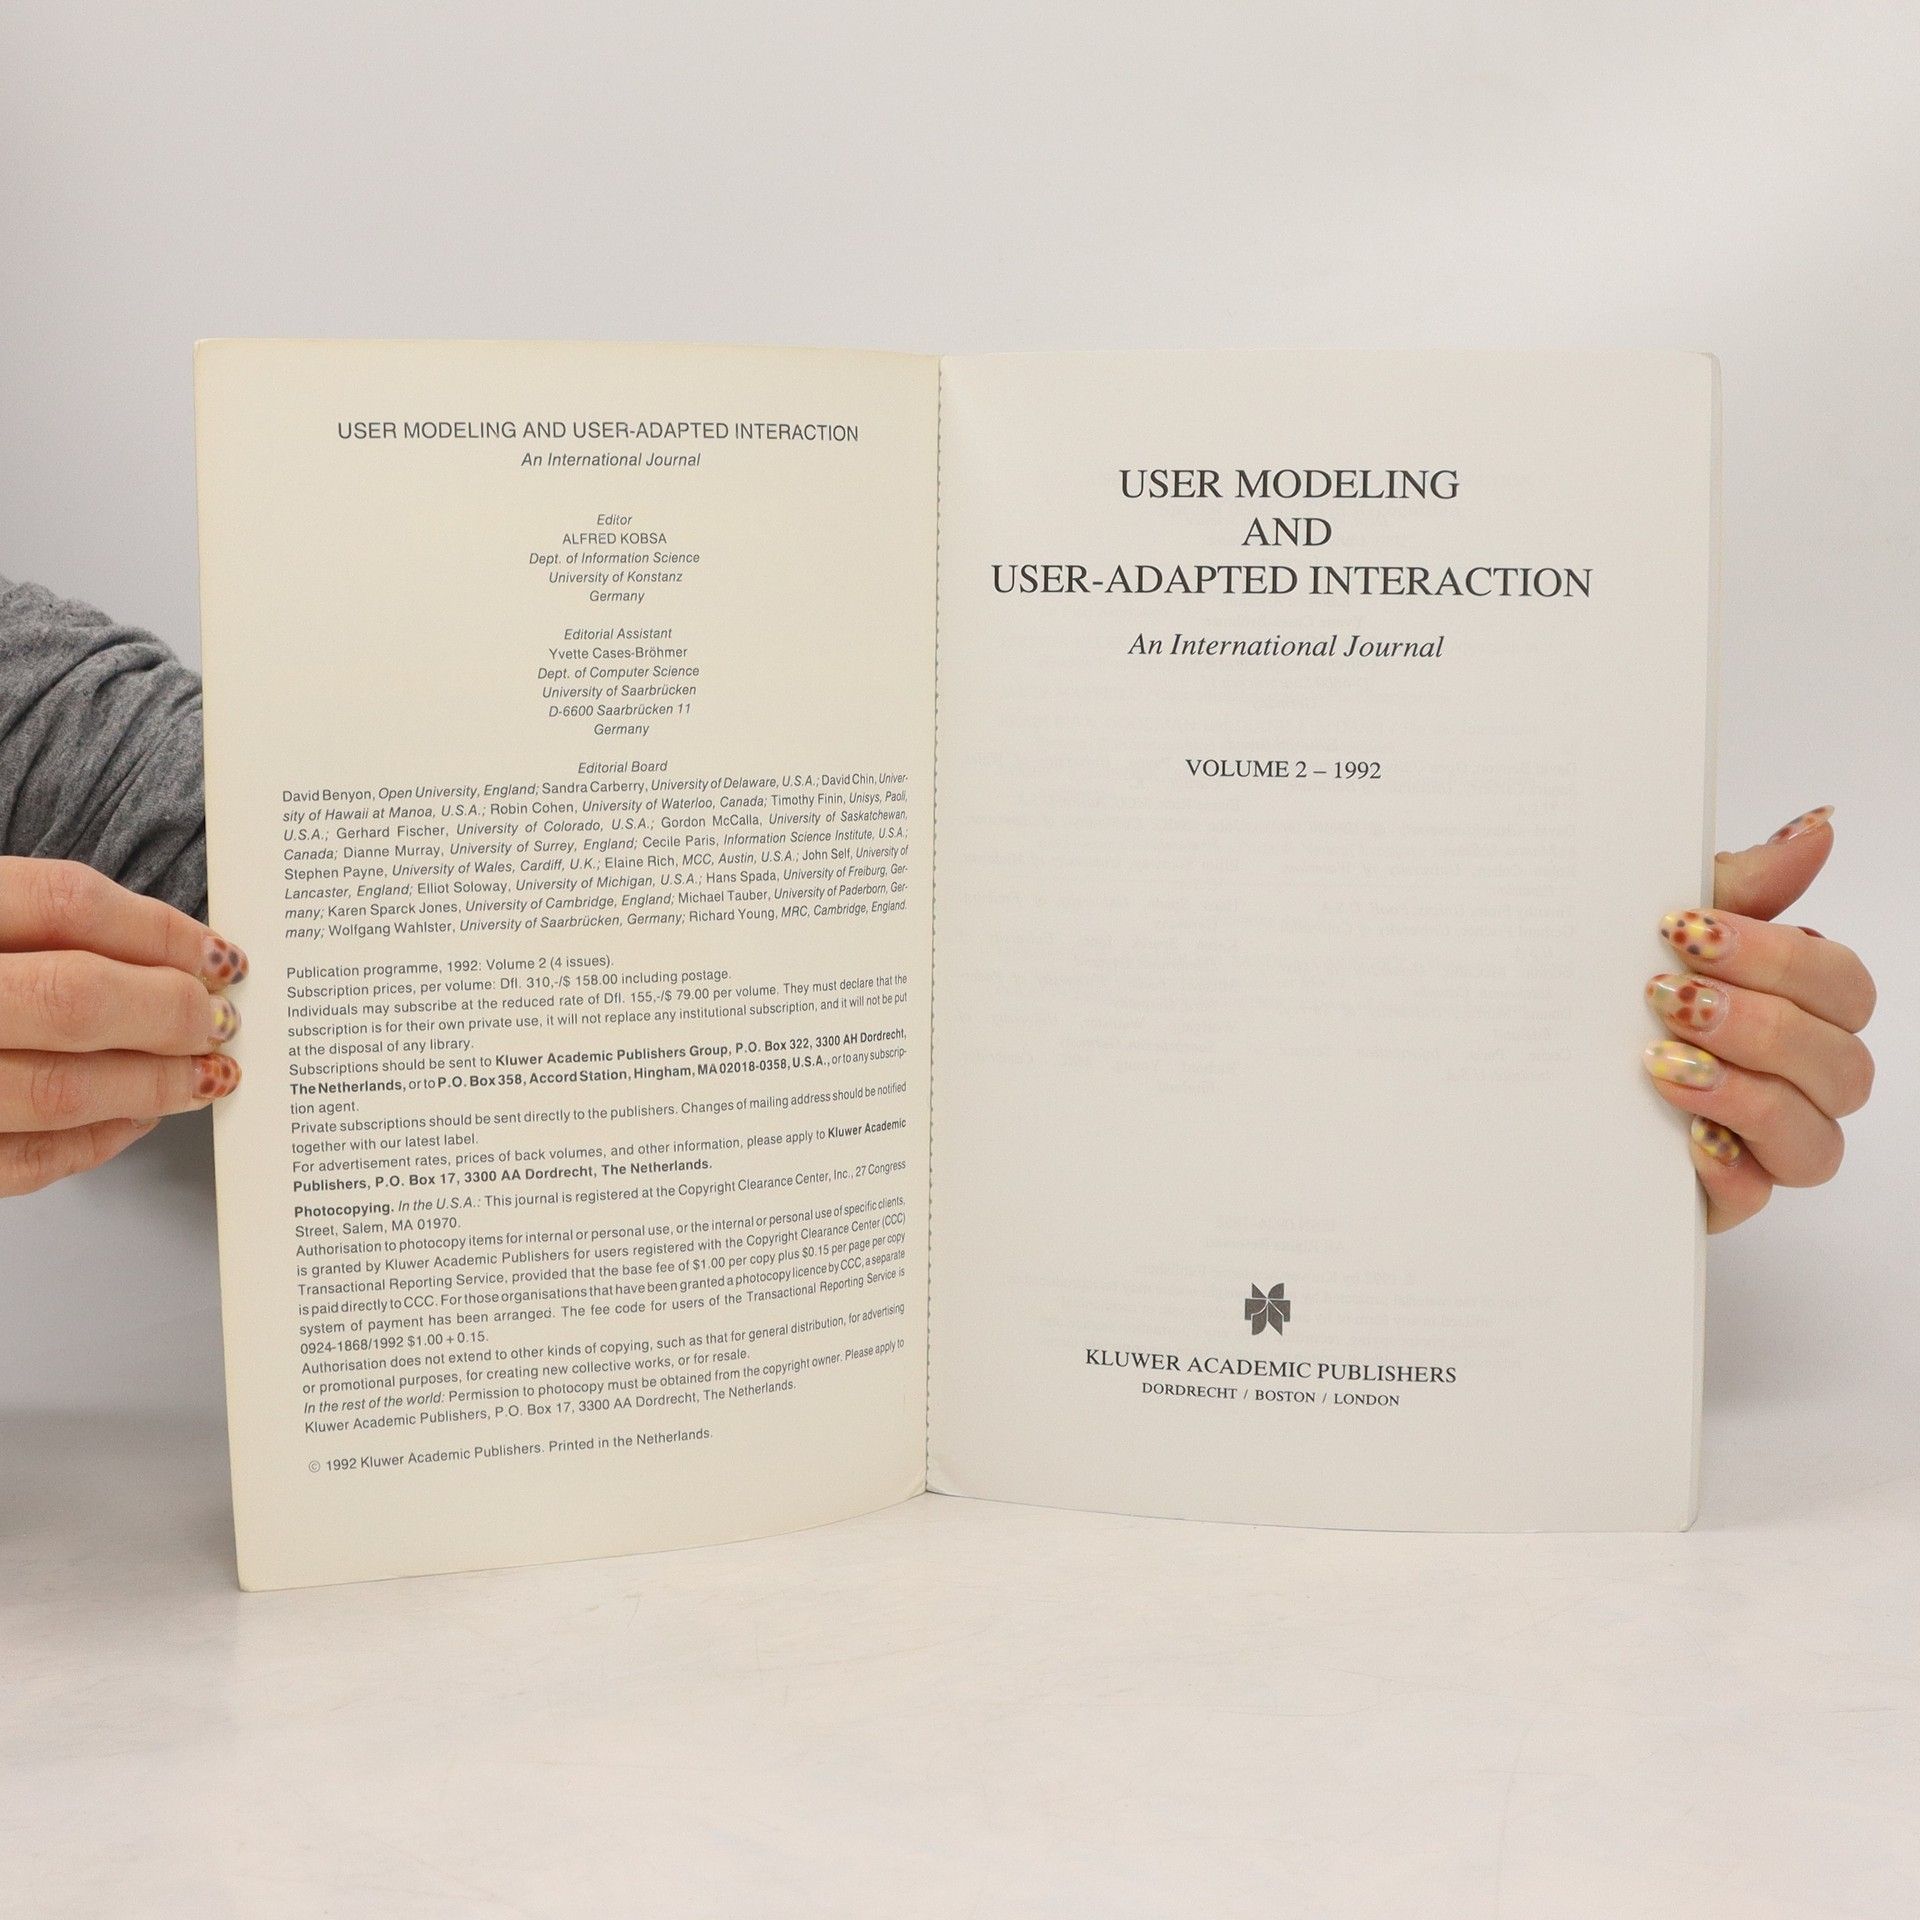 USER MODELING AND USER-ADAPTED INTERACTION
An International Journal
Editor
ALFRED KOBSA
Dept. of Information Science
University of Konstanz
Germany
Editorial Assistant
Yvette Cases-Bröhmer
Dept. of Computer Science
University of Saarbrücken
D-6600 Saarbrücken 11
Germany
Editorial Board
David Benyon, Open University, England; Sandra Carberry, University of Delaware, U.S.A.; David Chin, Univer-
sity of Hawaii at Manoa, U.S.A.; Robin Cohen, University of Waterloo, Canada; Timothy Finin, Unisys, Paoli,
U.S.A.; Gerhard Fischer, University of Colorado, U.S.A.; Gordon McCalla, University of Saskatchewan,
Canada; Dianne Murray, University of Surrey, England; Cecile Paris, Information Science Institute, U.S.A.;
Stephen Payne, University of Wales, Cardiff, U.K.; Elaine Rich, MCC, Austin, U.S.A.; John Self, University of
Lancaster, England; Elliot Soloway, University of Michigan, U.S.A.; Hans Spada, University of Freiburg, Ger-
many; Karen Sparck Jones, University of Cambridge, England; Michael Tauber, University of Paderborn, Ger-
many; Wolfgang Wahlster, University of Saarbrücken, Germany; Richard Young, MRC, Cambridge, England.
Publication programme, 1992: Volume 2 (4 issues).
Subscription prices, per volume: Dfl. 310,-/$ 158.00 including postage.
Individuals may subscribe at the reduced rate of Dfl. 155,-/$ 79.00 per volume. They must declare that the
subscription is for their own private use, it will not replace any institutional subscription, and it will not be put
at the disposal of any library.
Subscriptions should be sent to Kluwer Academic Publishers Group, P.O. Box 322, 3300 AH Dordrecht,
The Netherlands, or to P.O. Box 358, Accord Station, Hingham, MA 02018-0358, U.S.A., or to any subscrip-
tion agent.
Private subscriptions should be sent directly to the publishers. Changes of mailing address should be notified
together with our latest label.
For advertisement rates, prices of back volumes, and other information, please apply to Kluwer Academic
Publishers, P.O. Box 17, 3300 AA Dordrecht, The Netherlands.
Photocopying. In the U.S.A.: This journal is registered at the Copyright Clearance Center, Inc., 27 Congress
Street, Salem, MA 01970.
Authorisation to photocopy items for internal or personal use, or the internal or personal use of specific clients,
is granted by Kluwer Academic Publishers for users registered with the Copyright Clearance Center (CCC)
Transactional Reporting Service, provided that the base fee of $1.00 per copy plus $0.15 per page per copy
is paid directly to CCC. For those organisations that have been granted a photocopy licence by CCC, a separate
system of payment has been arranged. The fee code for users of the Transactional Reporting Service is
0924-1868/1992 $1.00 + 0.15.
Authorisation does not extend to other kinds of copying, such as that for general distribution, for advertising
or promotional purposes, for creating new collective works, or for resale.
In the rest of the world: Permission to photocopy must be obtained from the copyright owner. Please apply to
Kluwer Academic Publishers, P.O. Box 17, 3300 AA Dordrecht, The Netherlands.
© 1992 Kluwer Academic Publishers. Printed in the Netherlands.
USER MODELING
AND
USER-ADAPTED INTERACTION
An International Journal
VOLUME 2 – 1992
KLUWER ACADEMIC PUBLISHERS
DORDRECHT / BOSTON / LONDON